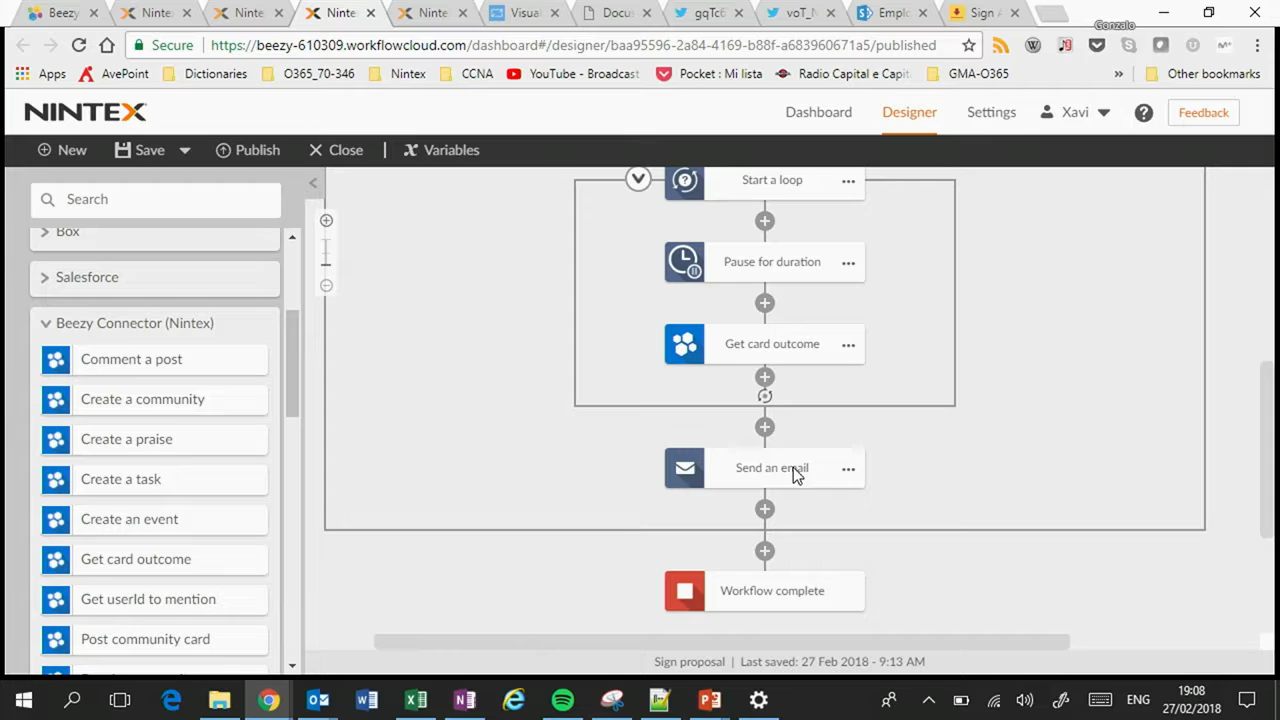 Beezy
Ninte
Ninte
Ninte
Ninte
Visual
Docu
gqTc6
voT_N
Emplo
Sign A
Gonzalo
Secure
https://beezy-610309.workflowcloud.com/dashboard#/designer/baa95596-2a84-4169-b88f-a683960671a5/published
Apps
AvePoint
Dictionaries
O365_70-346
Nintex
CCNA
YouTube - Broadcast
Pocket : Mi lista
Radio Capital e Capit
GMA-O365
»
Other bookmarks
NINTEX
Dashboard
Designer
Settings
Xavi
Feedback
New
Save
Publish
Close
Variables
Search
Box
Salesforce
Beezy Connector (Nintex)
Comment a post
Create a community
Create a praise
Create a task
Create an event
Get card outcome
Get userId to mention
Post community card
Start a loop
Pause for duration
Get card outcome
Send an email
Workflow complete
Sign proposal | Last saved: 27 Feb 2018 - 9:13 AM
ENG
19:08
27/02/2018